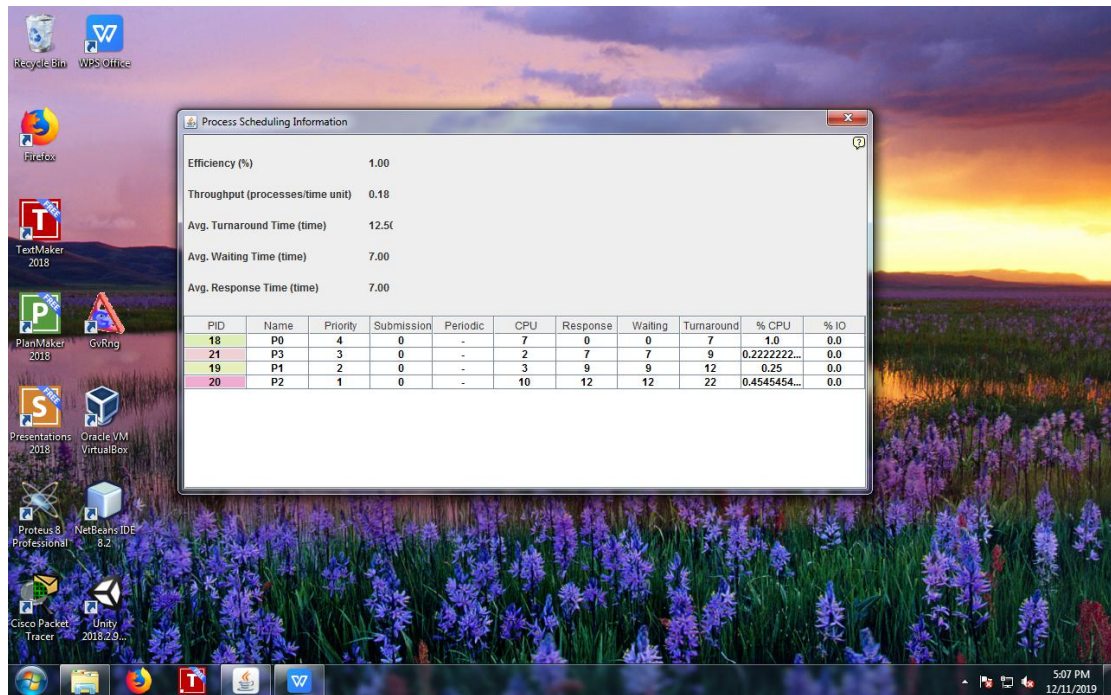 Recycle Bin WPS Office
Firefox
TextMaker 2018
PlanMaker 2018
GvRng
Presentations 2018
Oracle VM VirtualBox
Proteus 8 Professional
NetBeans IDE 8.2
Cisco Packet Tracer
Unity 2018.2.9...
Process Scheduling Information
Efficiency (%) 1.00
Throughput (processes/time unit) 0.18
Avg. Turnaround Time (time) 12.50
Avg. Waiting Time (time) 7.00
Avg. Response Time (time) 7.00
PID Name Priority Submission Periodic CPU Response Waiting Turnaround % CPU % IO
18 P0 4 0 - 7 0 0 7 1.0 0.0
21 P3 3 0 - 2 7 7 9 0.2222222... 0.0
19 P1 2 0 - 3 9 9 12 0.25 0.0
20 P2 1 0 - 10 12 12 22 0.4545454... 0.0
5:07 PM
12/11/2019